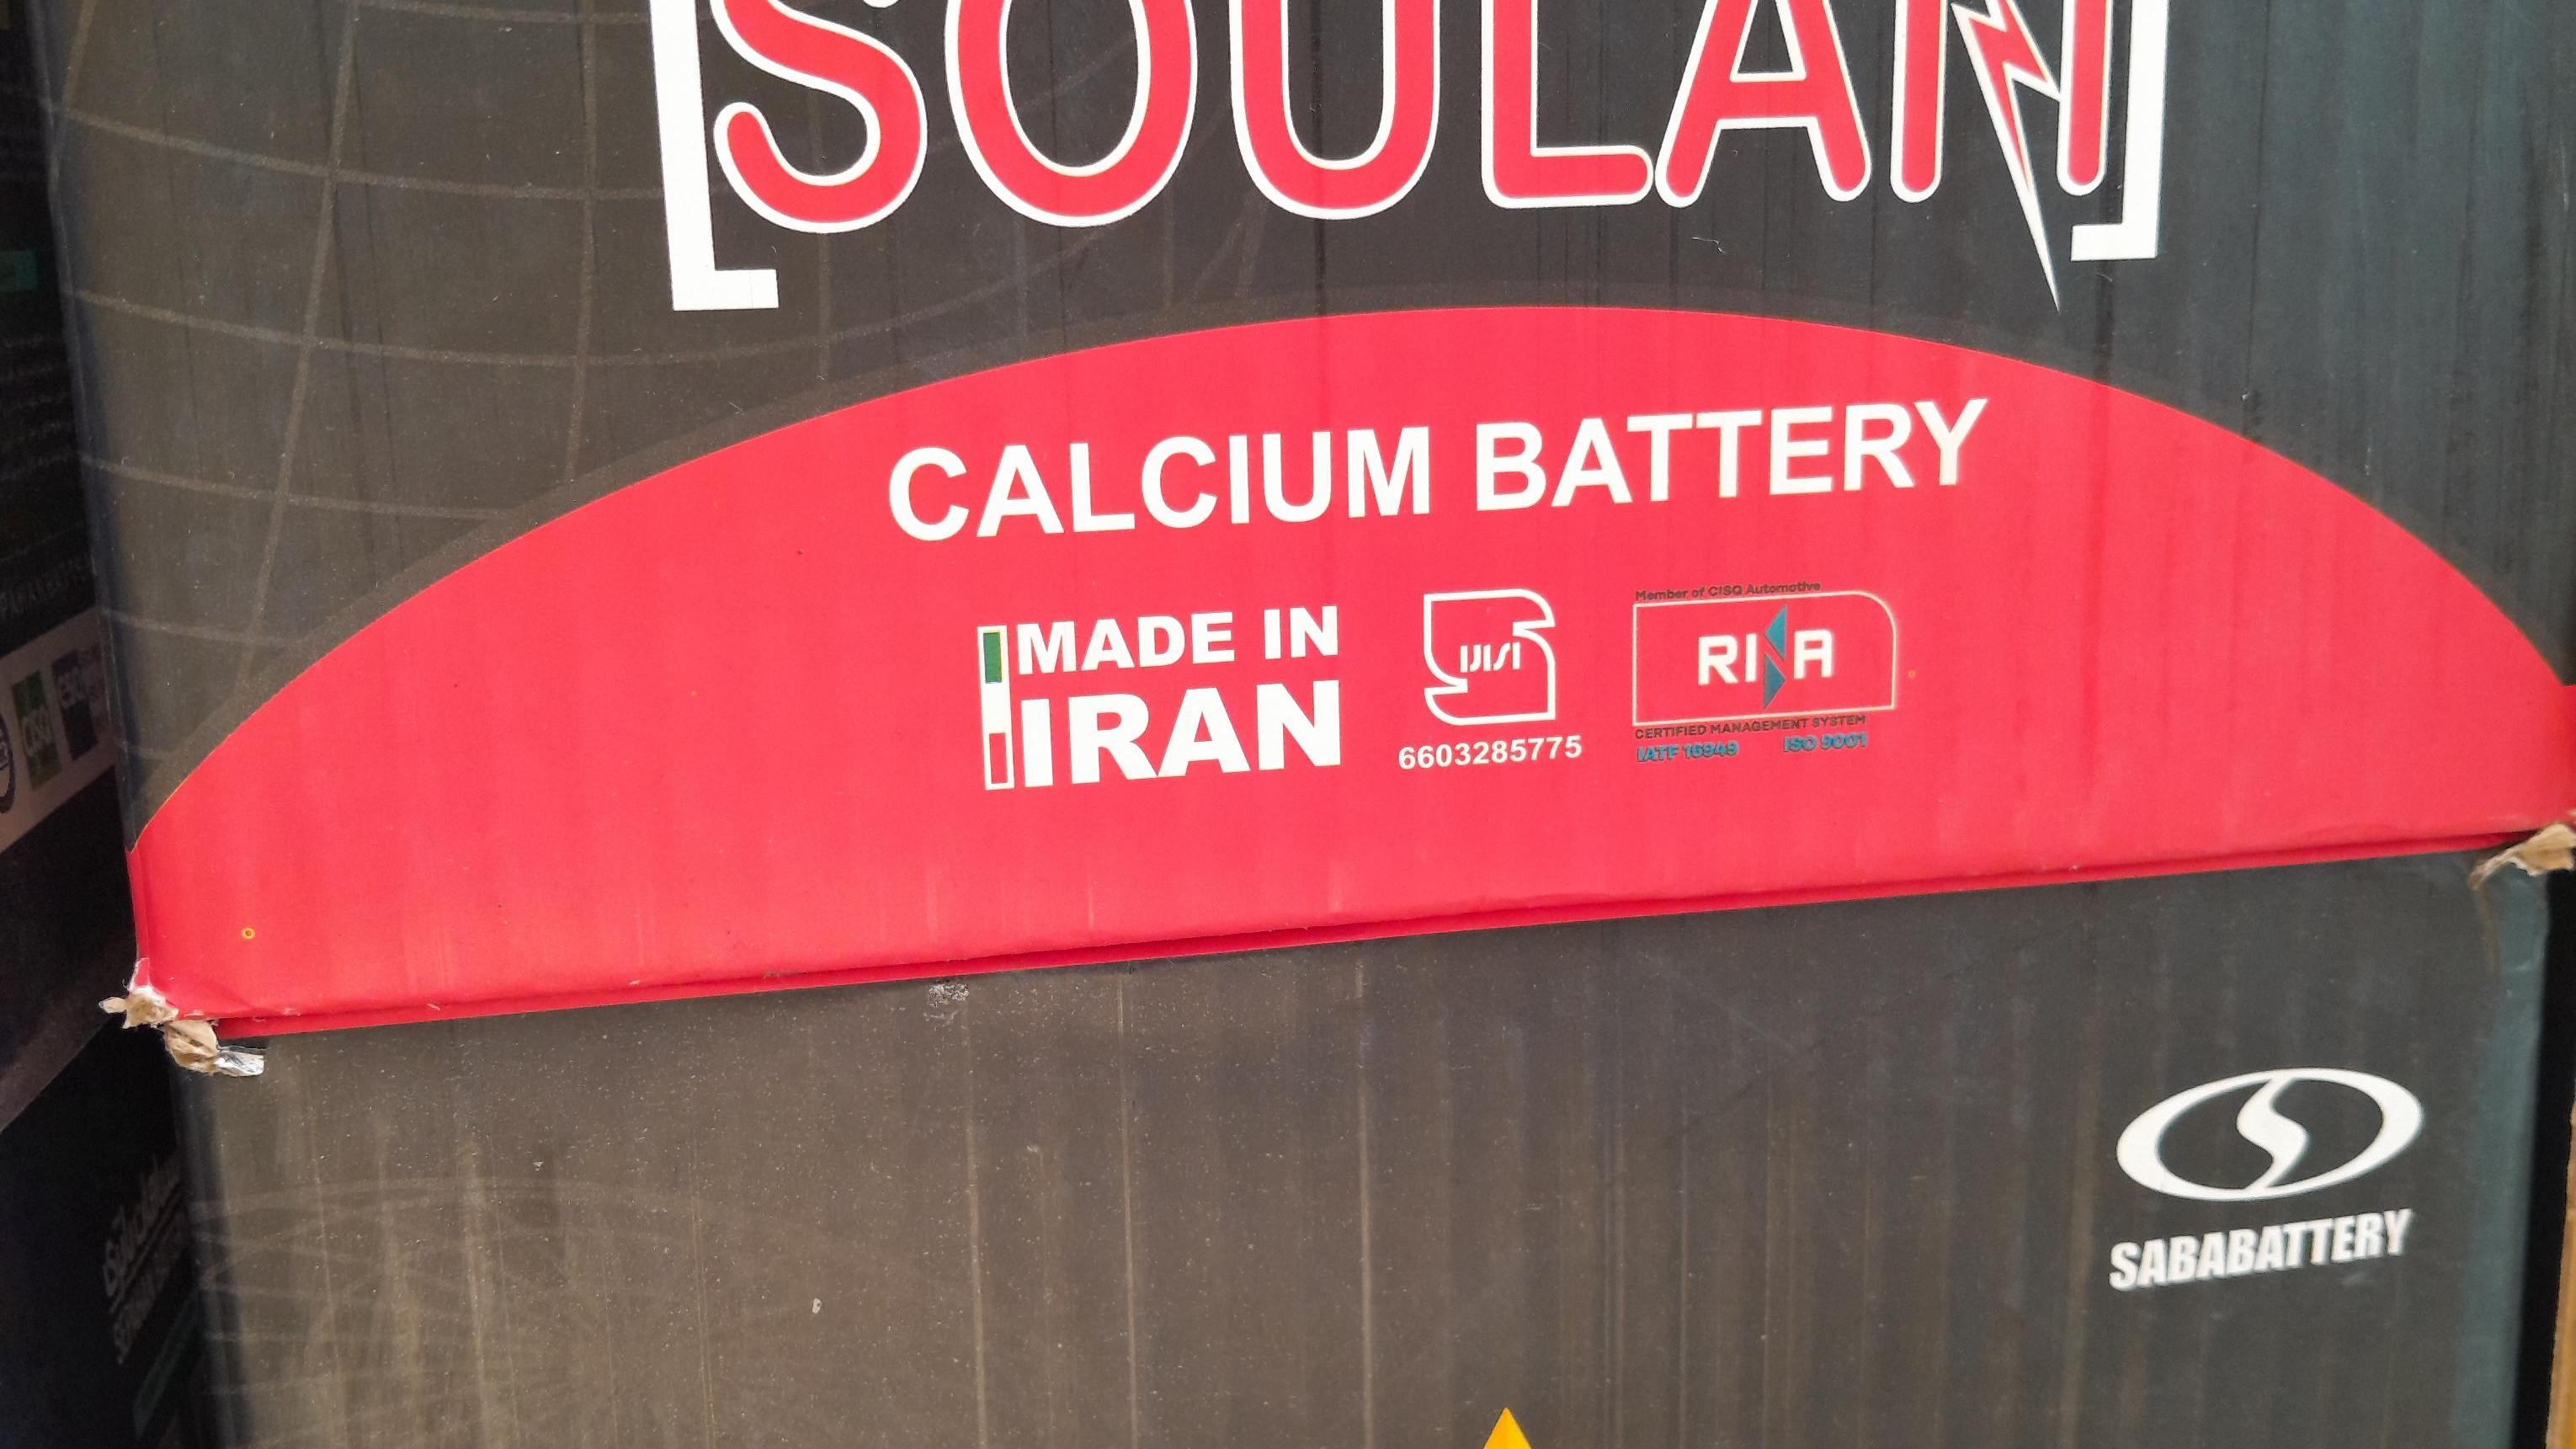 [SOULAN]
CALCIUM BATTERY
MADE IN
IRAN
6603285775
Member of CISQ Automotive
RINA
CERTIFIED MANAGEMENT SYSTEM
IATF 16949 ISO 9001
SABABATTERY
CISQ